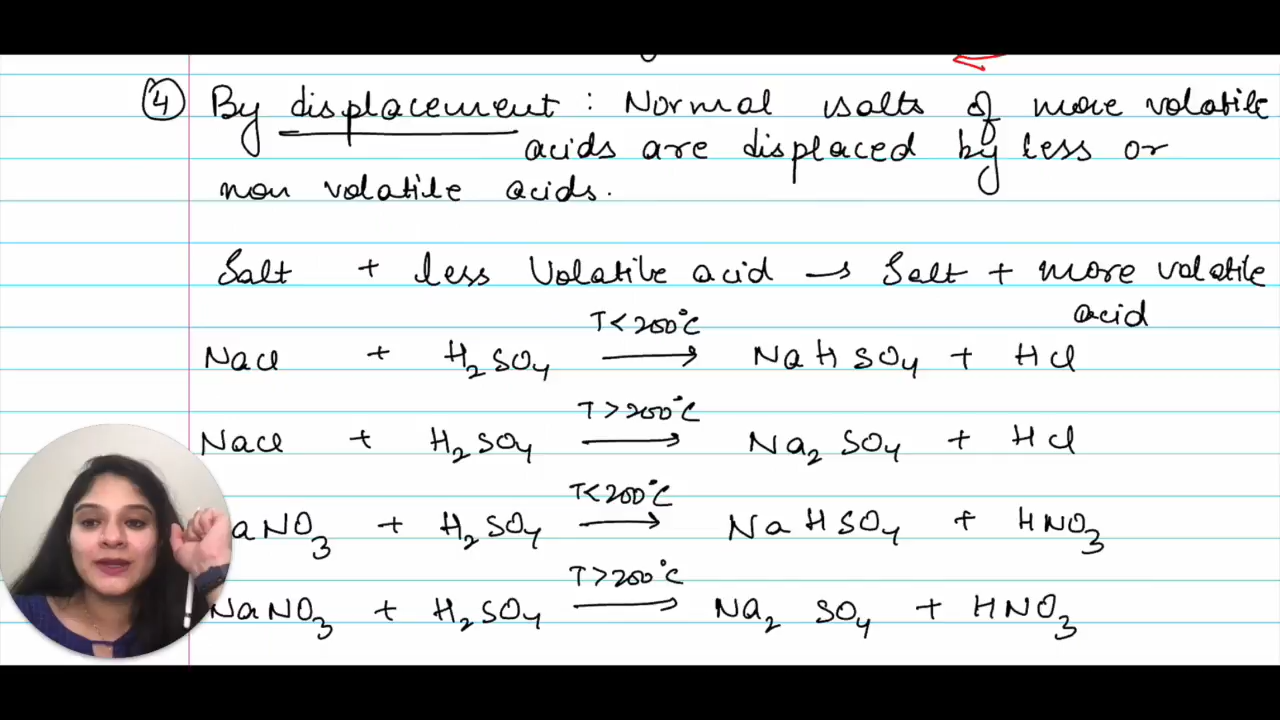 ④ By displacement : Normal salts of more volatile
acids are displaced by less or
non volatile acids.
Salt + less Volatile acid → Salt + more volatile
acid
T< 200°C
NaCl + H₂SO₄ → NaHSO₄ + HCl
T > 200°C
NaCl + H₂SO₄ → Na₂SO₄ + HCl
T< 200°C
aNO₃ + H₂SO₄ → NaHSO₄ + HNO₃
T > 200°C
NaNO₃ + H₂SO₄ → Na₂SO₄ + HNO₃